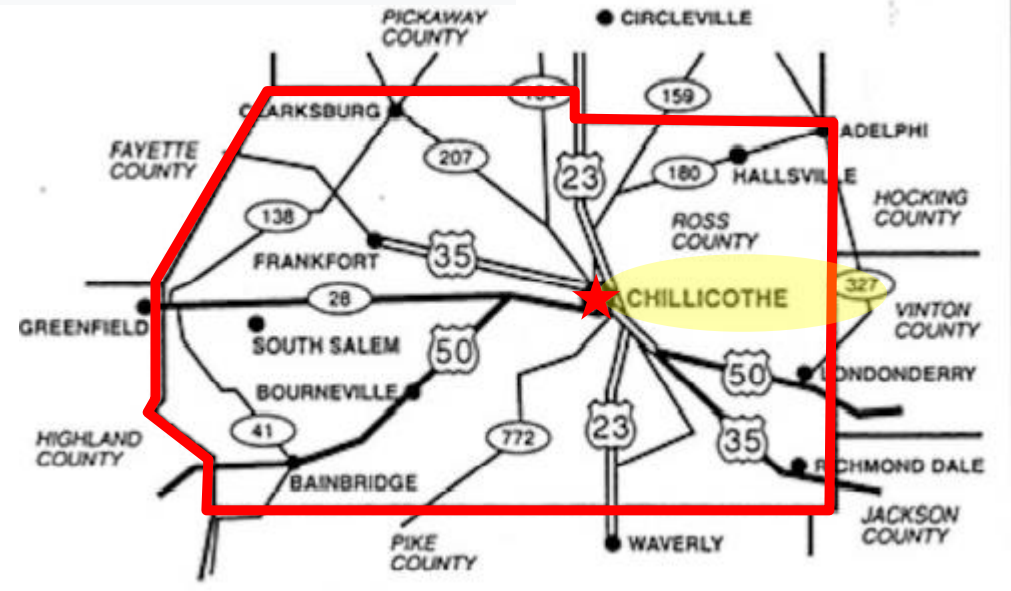 PICKAWAY
COUNTY
CIRCLEVILLE
CLARKSBURG
159
ADELPHI
FAYETTE
COUNTY
207
23
180
HALLSVILLE
HOCKING
COUNTY
138
ROSS
COUNTY
35
FRANKFORT
28
CHILLICOTHE
327
GREENFIELD
VINTON
COUNTY
SOUTH SALEM
50
50
LONDONDERRY
BOURNEVILLE
41
772
23
35
HIGHLAND
COUNTY
RICHMOND DALE
BAINBRIDGE
JACKSON
COUNTY
PIKE
COUNTY
WAVERLY